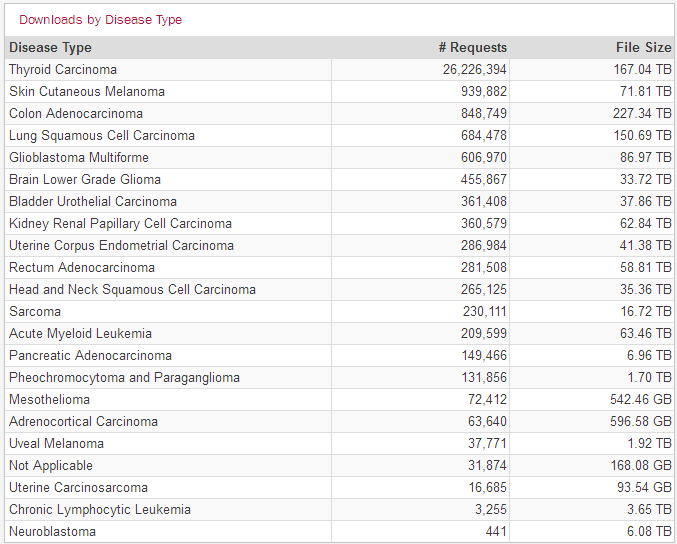 Downloads by Disease Type
Disease Type # Requests File Size
Thyroid Carcinoma 26,226,394 167.04 TB
Skin Cutaneous Melanoma 939,882 71.81 TB
Colon Adenocarcinoma 848,749 227.34 TB
Lung Squamous Cell Carcinoma 684,478 150.69 TB
Glioblastoma Multiforme 606,970 86.97 TB
Brain Lower Grade Glioma 455,867 33.72 TB
Bladder Urothelial Carcinoma 361,408 37.86 TB
Kidney Renal Papillary Cell Carcinoma 360,579 62.84 TB
Uterine Corpus Endometrial Carcinoma 286,984 41.38 TB
Rectum Adenocarcinoma 281,508 58.81 TB
Head and Neck Squamous Cell Carcinoma 265,125 35.36 TB
Sarcoma 230,111 16.72 TB
Acute Myeloid Leukemia 209,599 63.46 TB
Pancreatic Adenocarcinoma 149,466 6.96 TB
Pheochromocytoma and Paraganglioma 131,856 1.70 TB
Mesothelioma 72,412 542.46 GB
Adrenocortical Carcinoma 63,640 596.58 GB
Uveal Melanoma 37,771 1.92 TB
Not Applicable 31,874 168.08 GB
Uterine Carcinosarcoma 16,685 93.54 GB
Chronic Lymphocytic Leukemia 3,255 3.65 TB
Neuroblastoma 441 6.08 TB